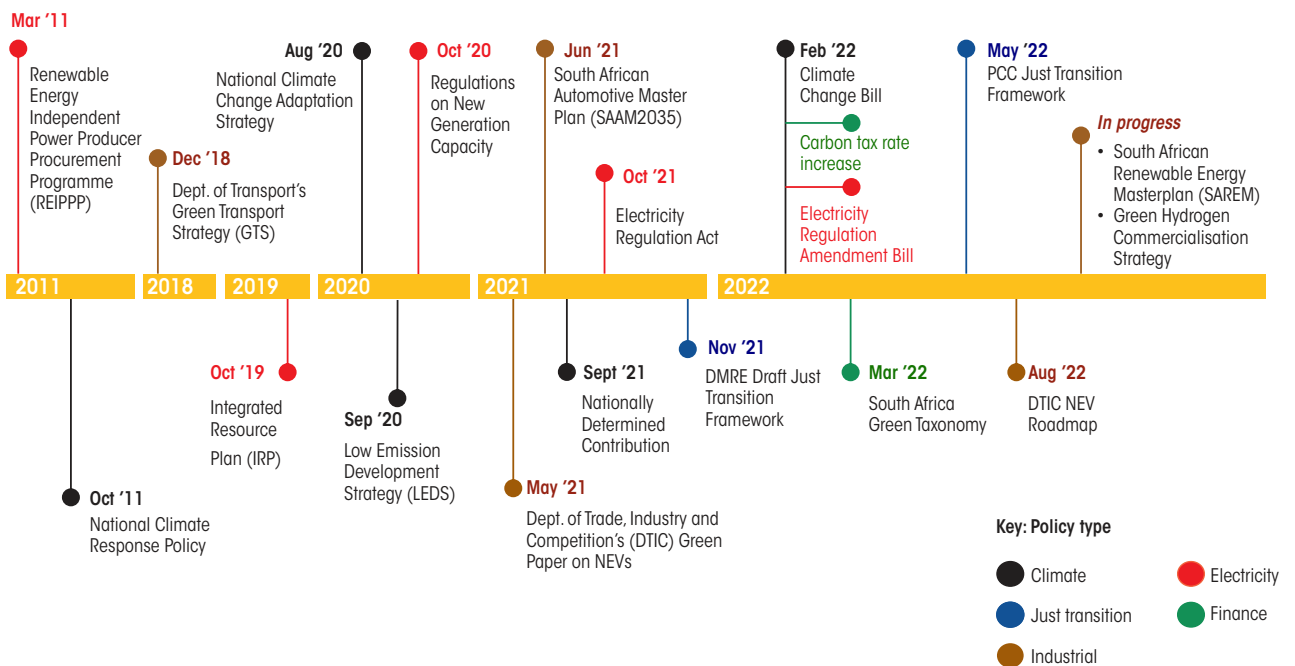 Mar '11
Renewable
Energy
Independent
Power Producer
Procurement
Programme
(REIPPP)
Dec '18
Dept. of Transport's
Green Transport
Strategy (GTS)
Aug '20
National Climate
Change Adaptation
Strategy
Oct '20
Regulations
on New
Generation
Capacity
Jun '21
South African
Automotive Master
Plan (SAAM2035)
Oct '21
Electricity
Regulation Act
Feb '22
Climate
Change Bill
Carbon tax rate
increase
Electricity
Regulation
Amendment Bill
May '22
PCC Just Transition
Framework
In progress
• South African
Renewable Energy
Masterplan (SAREM)
• Green Hydrogen
Commercialisation
Strategy
2011 2018 2019 2020 2021 2022
Oct '11
National Climate
Response Policy
Oct '19
Integrated
Resource
Plan (IRP)
Sep '20
Low Emission
Development
Strategy (LEDS)
May '21
Dept. of Trade, Industry and
Competition's (DTIC) Green
Paper on NEVs
Sept '21
Nationally
Determined
Contribution
Nov '21
DMRE Draft Just
Transition
Framework
Mar '22
South Africa
Green Taxonomy
Aug '22
DTIC NEV
Roadmap
Key: Policy type
Climate
Electricity
Just transition
Finance
Industrial